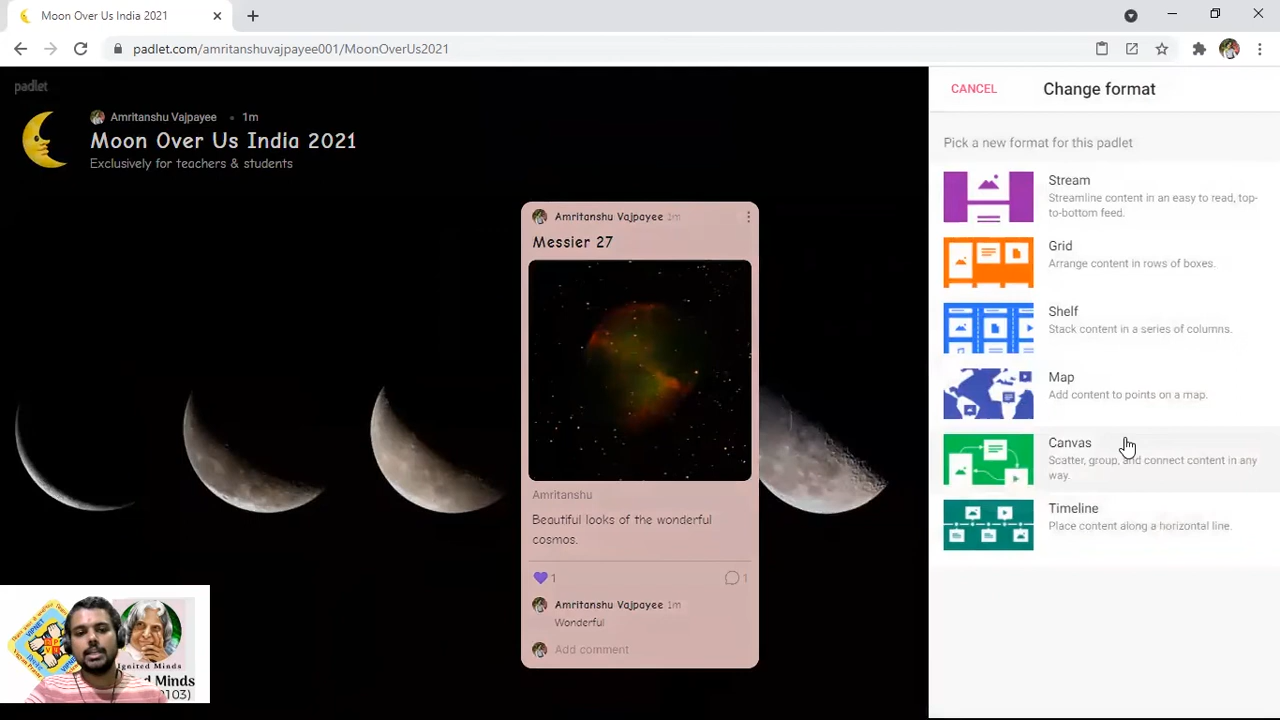 Moon Over Us India 2021
padlet.com/amritanshuvajpayee001/MoonOverUs2021
padlet
Amritanshu Vajpayee • 1m
Moon Over Us India 2021
Exclusively for teachers & students
Amritanshu Vajpayee 1m
Messier 27
Amritanshu
Beautiful looks of the wonderful
cosmos.
1
1
Amritanshu Vajpayee 1m
Wonderful
Add comment
CANCEL
Change format
Pick a new format for this padlet
Stream
Streamline content in an easy to read, top-
to-bottom feed.
Grid
Arrange content in rows of boxes.
Shelf
Stack content in a series of columns.
Map
Add content to points on a map.
Canvas
Scatter, group, and connect content in any
way.
Timeline
Place content along a horizontal line.
VIPNET
Ignited Minds
Minds
0103)